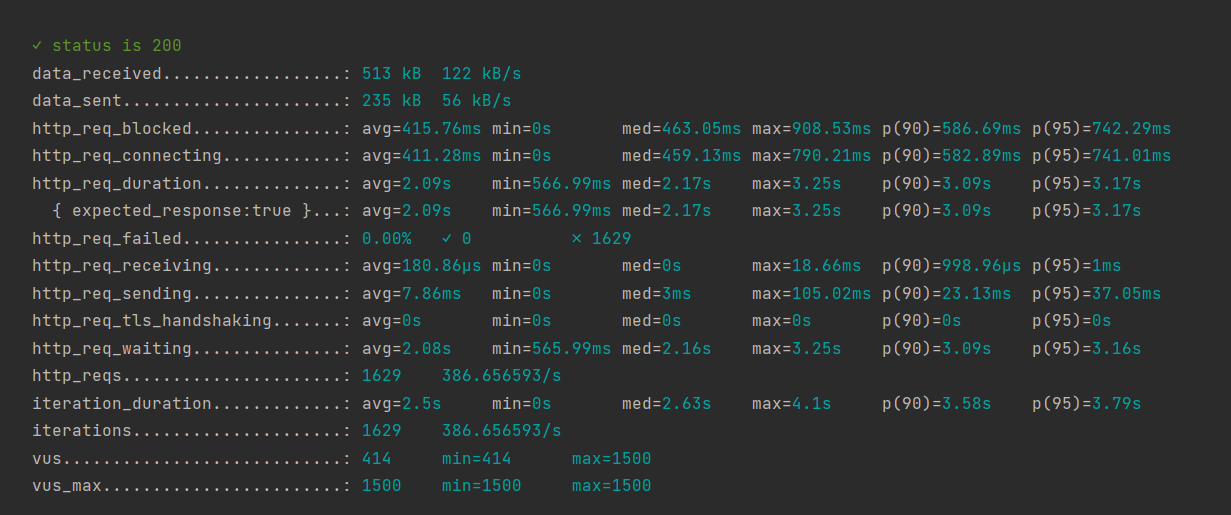 ✓ status is 200
data_received..................: 513 kB 122 kB/s
data_sent......................: 235 kB 56 kB/s
http_req_blocked...............: avg=415.76ms min=0s med=463.05ms max=908.53ms p(90)=586.69ms p(95)=742.29ms
http_req_connecting............: avg=411.28ms min=0s med=459.13ms max=790.21ms p(90)=582.89ms p(95)=741.01ms
http_req_duration..............: avg=2.09s min=566.99ms med=2.17s max=3.25s p(90)=3.09s p(95)=3.17s
{ expected_response:true }...: avg=2.09s min=566.99ms med=2.17s max=3.25s p(90)=3.09s p(95)=3.17s
http_req_failed................: 0.00% ✓ 0 ✗ 1629
http_req_receiving.............: avg=180.86µs min=0s med=0s max=18.66ms p(90)=998.96µs p(95)=1ms
http_req_sending...............: avg=7.86ms min=0s med=3ms max=105.02ms p(90)=23.13ms p(95)=37.05ms
http_req_tls_handshaking.......: avg=0s min=0s med=0s max=0s p(90)=0s p(95)=0s
http_req_waiting...............: avg=2.08s min=565.99ms med=2.16s max=3.25s p(90)=3.09s p(95)=3.16s
http_reqs......................: 1629 386.656593/s
iteration_duration.............: avg=2.5s min=0s med=2.63s max=4.1s p(90)=3.58s p(95)=3.79s
iterations.....................: 1629 386.656593/s
vus............................: 414 min=414 max=1500
vus_max........................: 1500 min=1500 max=1500